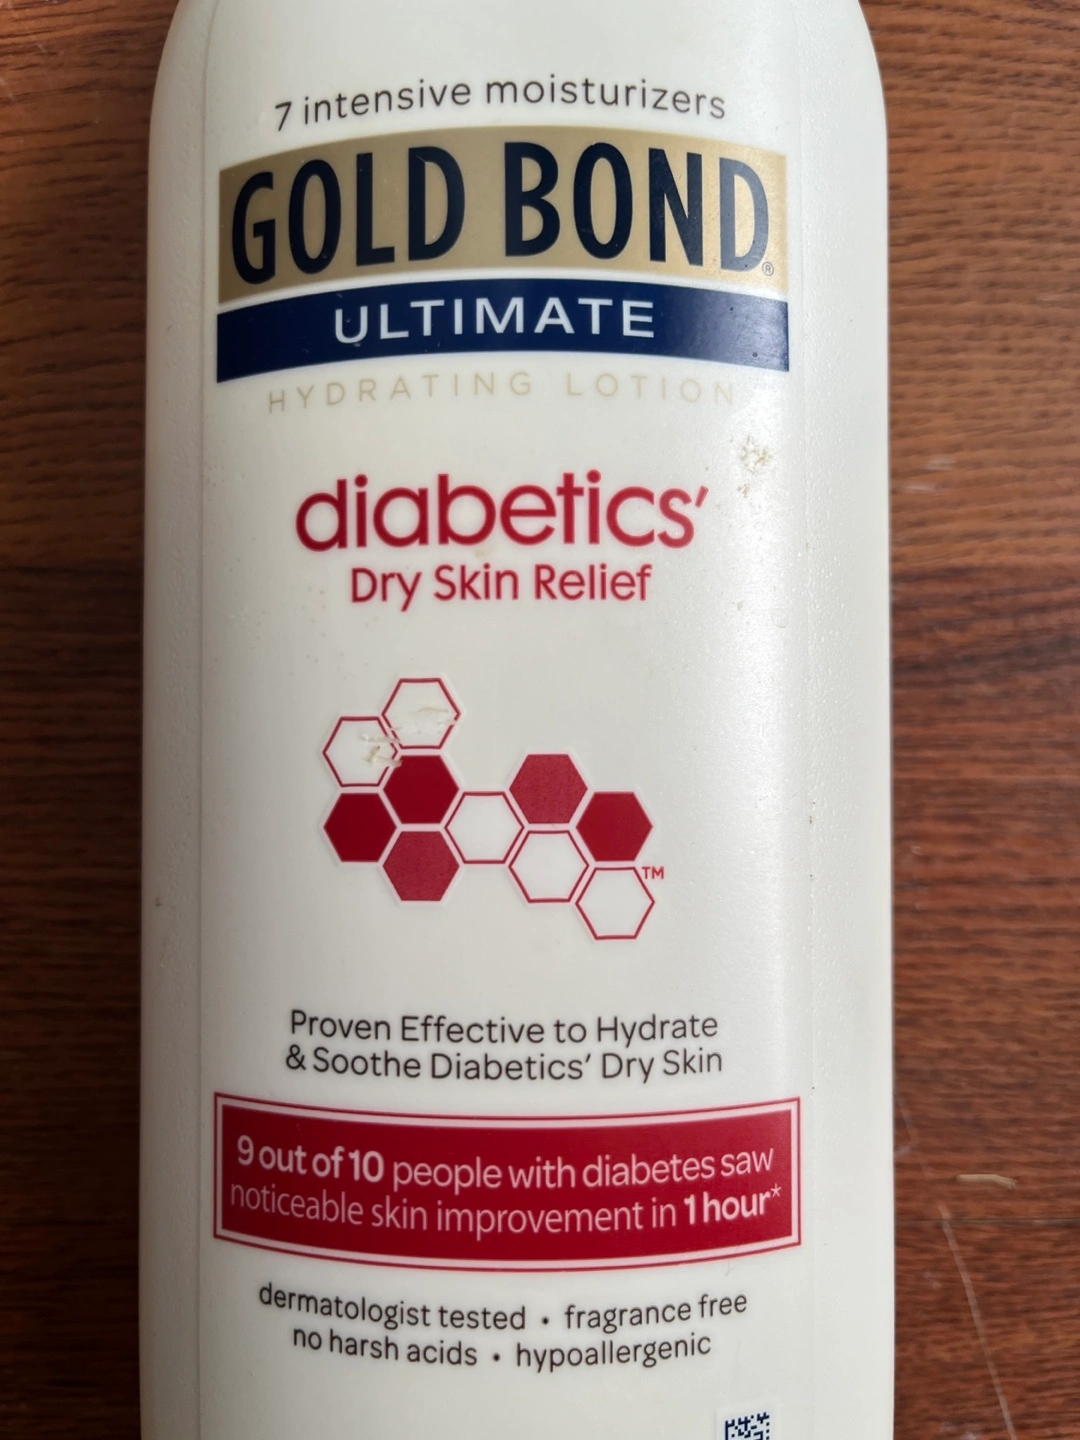 7 intensive moisturizers
GOLD BOND®
ULTIMATE
HYDRATING LOTION
diabetics'
Dry Skin Relief
TM
Proven Effective to Hydrate
& Soothe Diabetics' Dry Skin
9 out of 10 people with diabetes saw
noticeable skin improvement in 1 hour*
dermatologist tested • fragrance free
no harsh acids • hypoallergenic